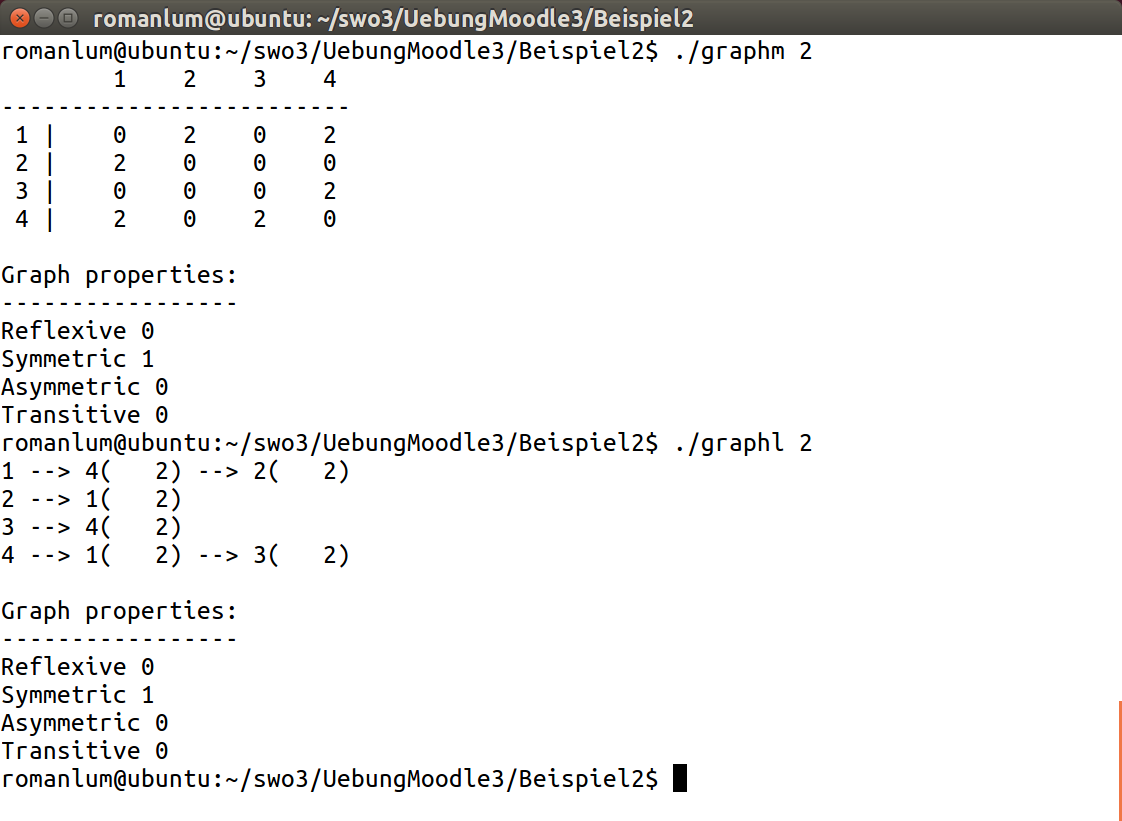 romanlum@ubuntu: ~/swo3/UebungMoodle3/Beispiel2
romanlum@ubuntu:~/swo3/UebungMoodle3/Beispiel2$ ./graphm 2
        1    2    3    4
-------------------------
 1 |    0    2    0    2
 2 |    2    0    0    0
 3 |    0    0    0    2
 4 |    2    0    2    0

Graph properties:
-----------------
Reflexive 0
Symmetric 1
Asymmetric 0
Transitive 0
romanlum@ubuntu:~/swo3/UebungMoodle3/Beispiel2$ ./graphl 2
1 --> 4(   2) --> 2(   2)
2 --> 1(   2)
3 --> 4(   2)
4 --> 1(   2) --> 3(   2)

Graph properties:
-----------------
Reflexive 0
Symmetric 1
Asymmetric 0
Transitive 0
romanlum@ubuntu:~/swo3/UebungMoodle3/Beispiel2$